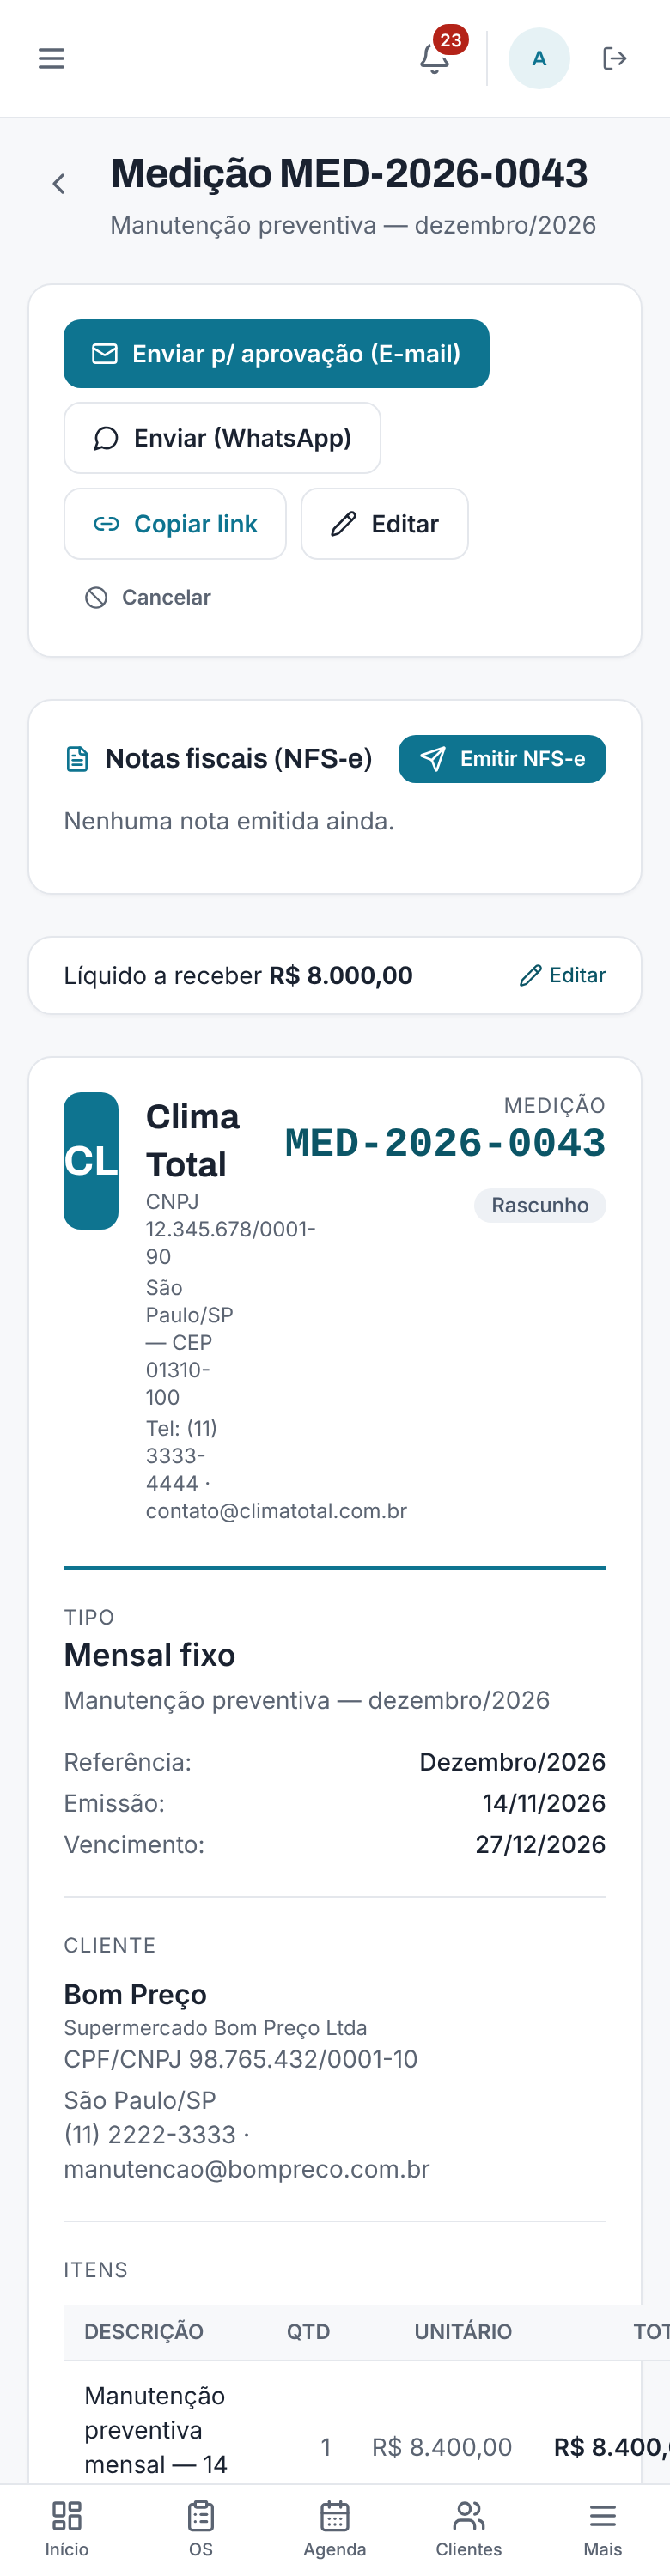 23
A
Medição MED-2026-0043
Manutenção preventiva — dezembro/2026
Enviar p/ aprovação (E-mail)
Enviar (WhatsApp)
Copiar link
Editar
Cancelar
Notas fiscais (NFS-e)
Emitir NFS-e
Nenhuma nota emitida ainda.
Líquido a receber R$ 8.000,00
Editar
CL
Clima
Total
CNPJ
12.345.678/0001-
90
São
Paulo/SP
— CEP
01310-
100
Tel: (11)
3333-
4444 ·
contato@climatotal.com.br
MEDIÇÃO
MED-2026-0043
Rascunho
TIPO
Mensal fixo
Manutenção preventiva — dezembro/2026
Referência: Dezembro/2026
Emissão: 14/11/2026
Vencimento: 27/12/2026
CLIENTE
Bom Preço
Supermercado Bom Preço Ltda
CPF/CNPJ 98.765.432/0001-10
São Paulo/SP
(11) 2222-3333 ·
manutencao@bompreco.com.br
ITENS
DESCRIÇÃO QTD UNITÁRIO TOT
Manutenção
preventiva
mensal — 14
1 R$ 8.400,00 R$ 8.400,
Início OS Agenda Clientes Mais